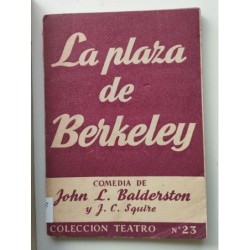 La plaza
de
Berkeley
COMEDIA DE
John L. Balderston
y J. C. Squire
COLECCION TEATRO Nº 23